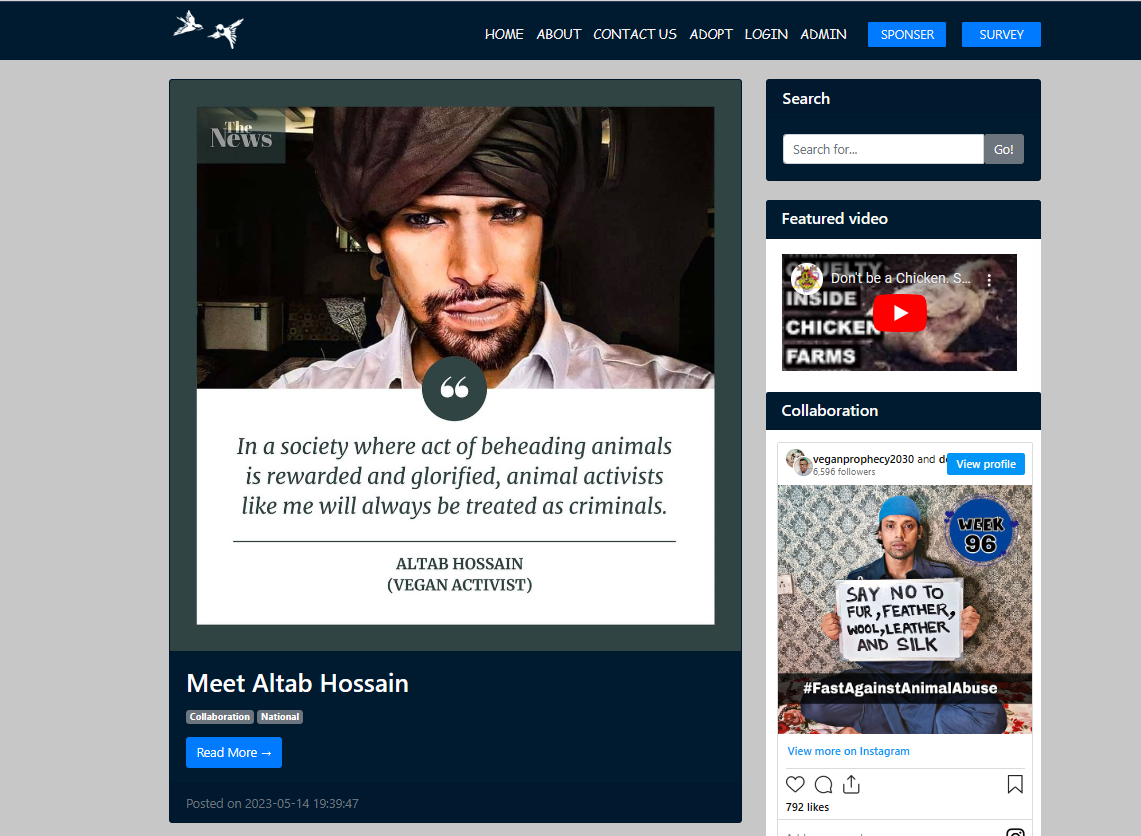 HOME ABOUT CONTACT US ADOPT LOGIN ADMIN SPONSER SURVEY
The
News
In a society where act of beheading animals
is rewarded and glorified, animal activists
like me will always be treated as criminals.
ALTAB HOSSAIN
(VEGAN ACTIVIST)
Meet Altab Hossain
Collaboration National
Read More →
Posted on 2023-05-14 19:39:47
Search
Search for... Go!
Featured video
Don't be a Chicken. S...
CRUELTY
INSIDE
CHICKEN
FARMS
Collaboration
veganprophecy2030 and d
View profile
6,596 followers
WEEK
96
SAY NO TO
FUR, FEATHER,
WOOL, LEATHER
AND SILK
#FastAgainstAnimalAbuse
View more on Instagram
792 likes